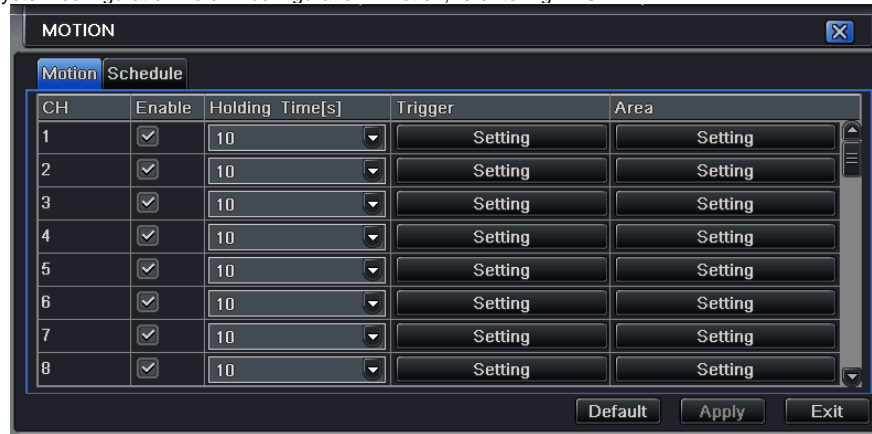 MOTION
Motion Schedule
CH Enable Holding Time[s] Trigger Area
1 10 Setting Setting
2 10 Setting Setting
3 10 Setting Setting
4 10 Setting Setting
5 10 Setting Setting
6 10 Setting Setting
7 10 Setting Setting
8 10 Setting Setting
Default Apply Exit